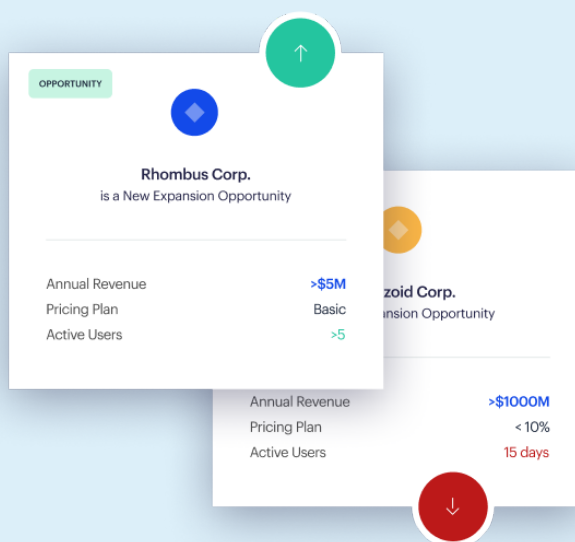 OPPORTUNITY
Rhombus Corp.
is a New Expansion Opportunity
Annual Revenue >$5M
Pricing Plan Basic
Active Users >5
zoid Corp.
nsion Opportunity
Annual Revenue >$1000M
Pricing Plan < 10%
Active Users 15 days